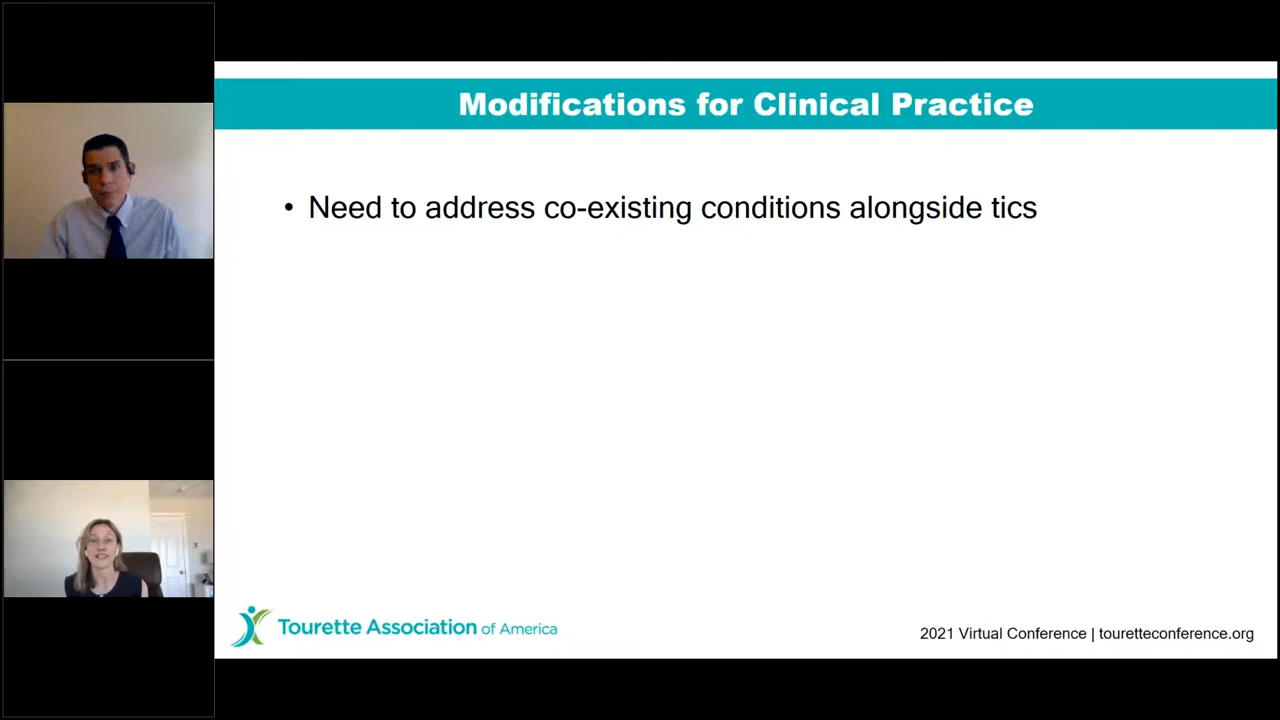 Modifications for Clinical Practice
• Need to address co-existing conditions alongside tics
Tourette Association of America
2021 Virtual Conference | touretteconference.org